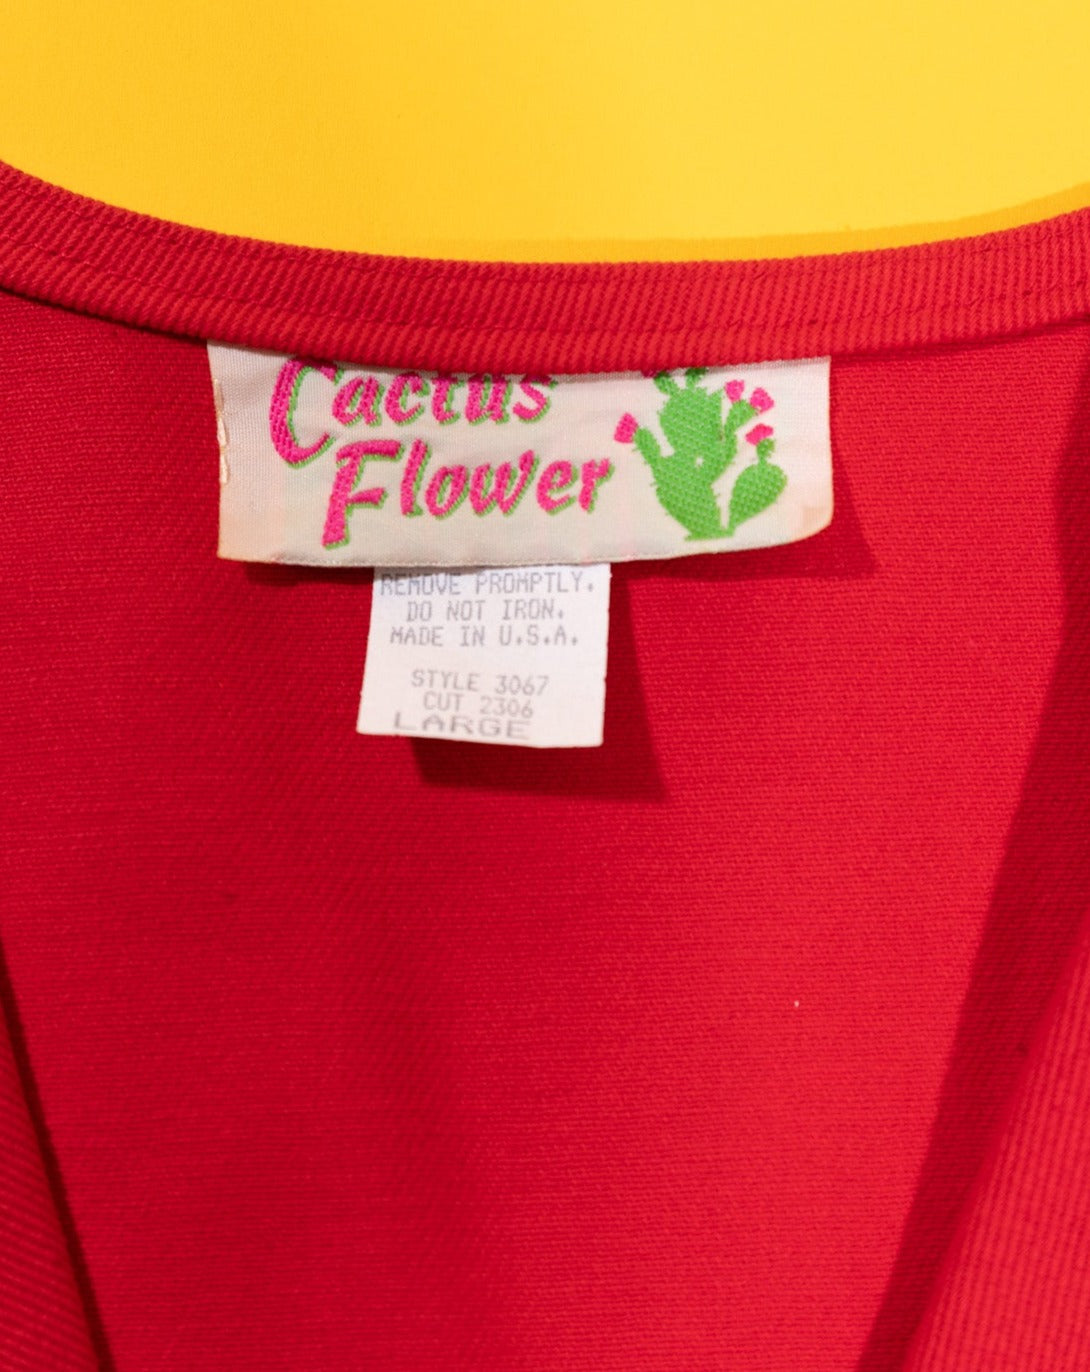 Cactus
Flower
REMOVE PROMPTLY.
DO NOT IRON.
MADE IN U.S.A.
STYLE 3067
CUT 2306
LARGE